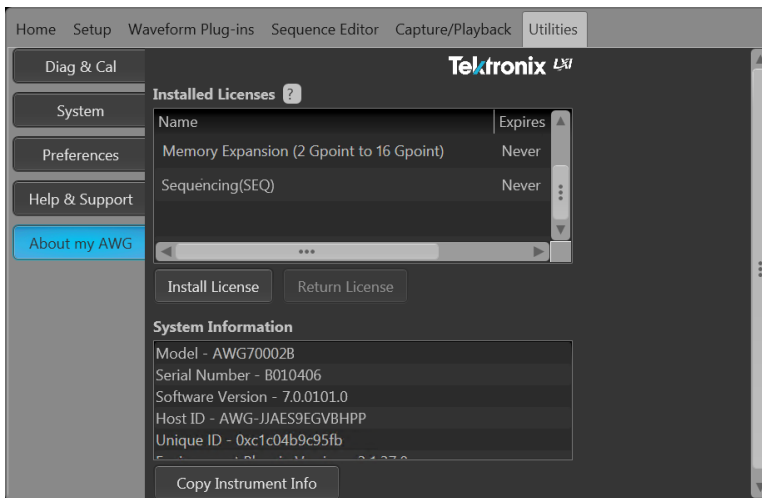 Home Setup Waveform Plug-ins Sequence Editor Capture/Playback Utilities
Diag & Cal
System
Preferences
Help & Support
About my AWG
Tektronix LXI
Installed Licenses ?
Name Expires
Memory Expansion (2 Gpoint to 16 Gpoint) Never
Sequencing(SEQ) Never
Install License Return License
System Information
Model - AWG70002B
Serial Number - B010406
Software Version - 7.0.0101.0
Host ID - AWG-JJAES9EGVBHPP
Unique ID - 0xc1c04b9c95fb
Copy Instrument Info